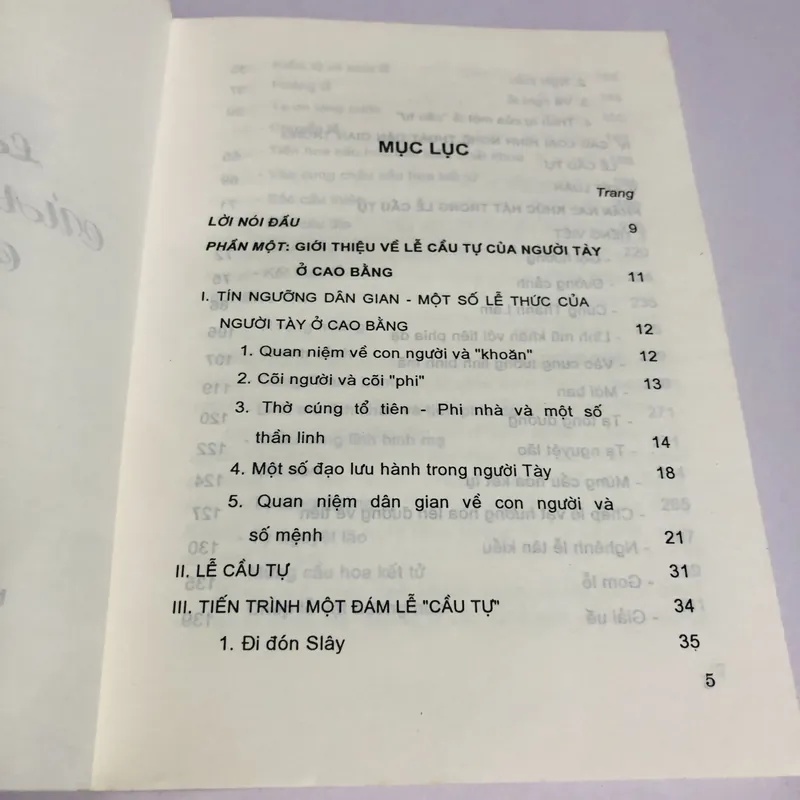 MỤC LỤC
Trang
LỜI NÓI ĐẦU 9
PHẦN MỘT: GIỚI THIỆU VỀ LỄ CẦU TỰ CỦA NGƯỜI TÀY
Ở CAO BẰNG 11
I. TÍN NGƯỠNG DÂN GIAN - MỘT SỐ LỄ THỨC CỦA
NGƯỜI TÀY Ở CAO BẰNG 12
1. Quan niệm về con người và "khoăn" 12
2. Cõi người và cõi "phi" 13
3. Thờ cúng tổ tiên - Phi nhà và một số
thần linh 14
4. Một số đạo lưu hành trong người Tày 18
5. Quan niệm dân gian về con người và
số mệnh 21
II. LỄ CẦU TỰ 31
III. TIẾN TRÌNH MỘT ĐÁM LỄ "CẦU TỰ" 34
1. Đi đón Slây 35
5